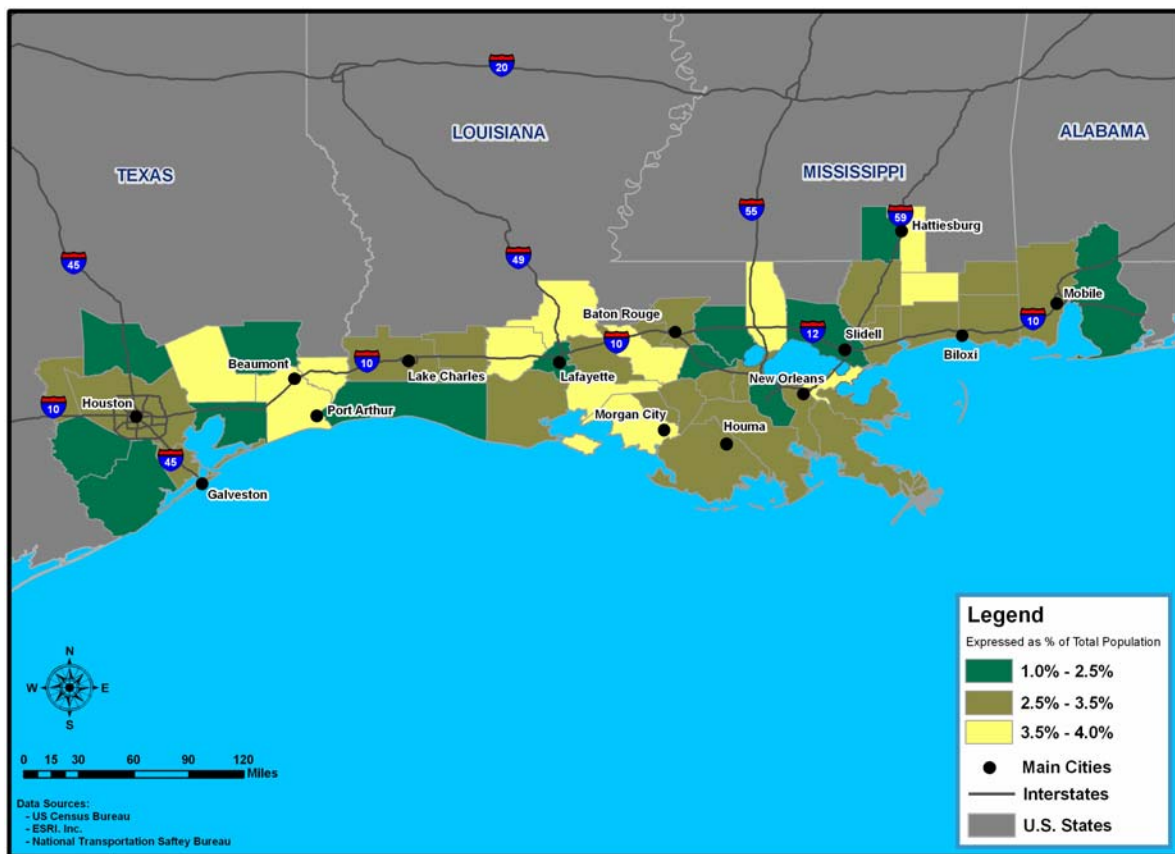 20
LOUISIANA
ALABAMA
TEXAS
MISSISSIPPI
55
59
Hattiesburg
45
49
Mobile
Baton Rouge
10
12
Slidell
10
Beaumont
10
Biloxi
Lake Charles
Lafayette
New Orleans
Houston
10
Port Arthur
Morgan City
Houma
45
Galveston
Legend
Expressed as % of Total Population
1.0% - 2.5%
2.5% - 3.5%
3.5% - 4.0%
Main Cities
Interstates
U.S. States
N
W E
S
0 15 30 60 90 120
Miles
Data Sources:
- US Census Bureau
- ESRI. Inc.
- National Transportation Saftey Bureau